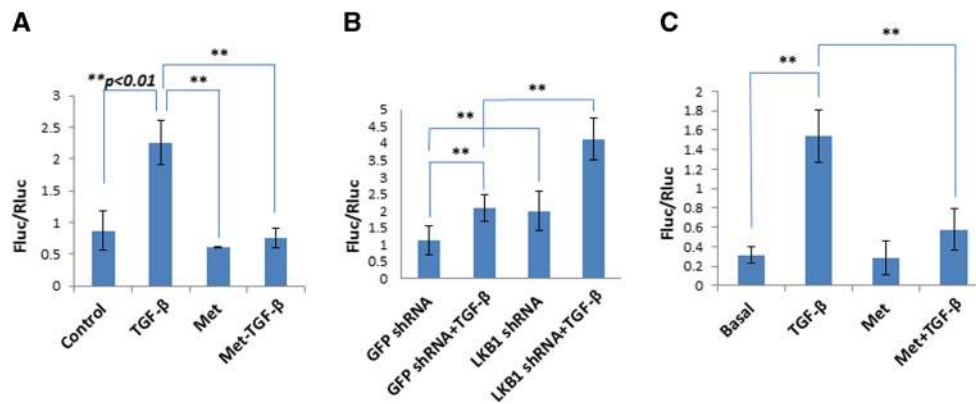 A
**
**p<0.01
**
3
2.5
2
1.5
1
0.5
0
Fluc/Rluc
Control
TGF-β
Met
Met-TGF-β
B
**
**
**
5
4.5
4
3.5
3
2.5
2
1.5
1
0.5
0
Fluc/Rluc
GFP shRNA
GFP shRNA+TGF-β
LKB1 shRNA
LKB1 shRNA+TGF-β
C
**
**
2
1.8
1.6
1.4
1.2
1
0.8
0.6
0.4
0.2
0
Fluc/Rluc
Basal
TGF-β
Met
Met+TGF-β